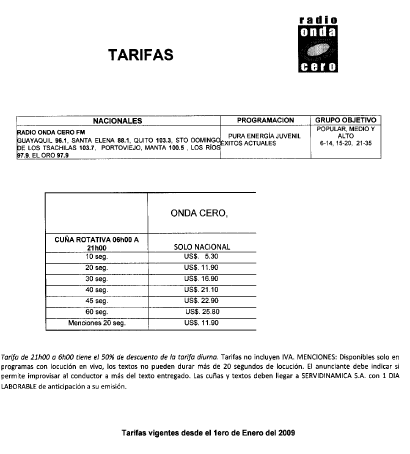 radio
onda
cero
TARIFAS
NACIONALES PROGRAMACION GRUPO OBJETIVO
RADIO ONDA CERO FM
GUAYAQUIL 96.1, SANTA ELENA 88.1, QUITO 103.3, STO DOMINGO
DE LOS TSACHILAS 103.7, PORTOVIEJO, MANTA 100.5 , LOS RÍOS
97.9, EL ORO 97.9
PURA ENERGÍA JUVENIL
EXITOS ACTUALES
POPULAR, MEDIO Y
ALTO
6-14, 15-20, 21-35
ONDA CERO,
CUÑA ROTATIVA 06h00 A
21h00 SOLO NACIONAL
10 seg. US$. 5.30
20 seg. US$. 11.90
30 seg. US$. 16.90
40 seg. US$. 21.10
45 seg. US$. 22.90
60 seg. US$. 25.80
Menciones 20 seg. US$. 11.90
Tarifa de 21h00 a 6h00 tiene el 50% de descuento de la tarifa diurna. Tarifas no incluyen IVA. MENCIONES: Disponibles solo en
programas con locución en vivo, los textos no pueden durar más de 20 segundos de locución. El anunciante debe indicar si
permite improvisar al conductor a más del texto entregado. Las cuñas y textos deben llegar a SERVIDINAMICA S.A. con 1 DIA
LABORABLE de anticipación a su emisión.
Tarifas vigentes desde el 1ero de Enero del 2009